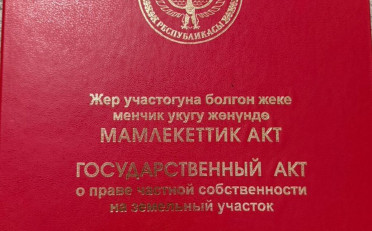 РЕСПУБЛИКАСЫ
Жер участогуна болгон жеке
менчик укугу жөнүндө
МАМЛЕКЕТТИК АКТ
ГОСУДАРСТВЕННЫЙ АКТ
о праве частной собственности
на земельный участок